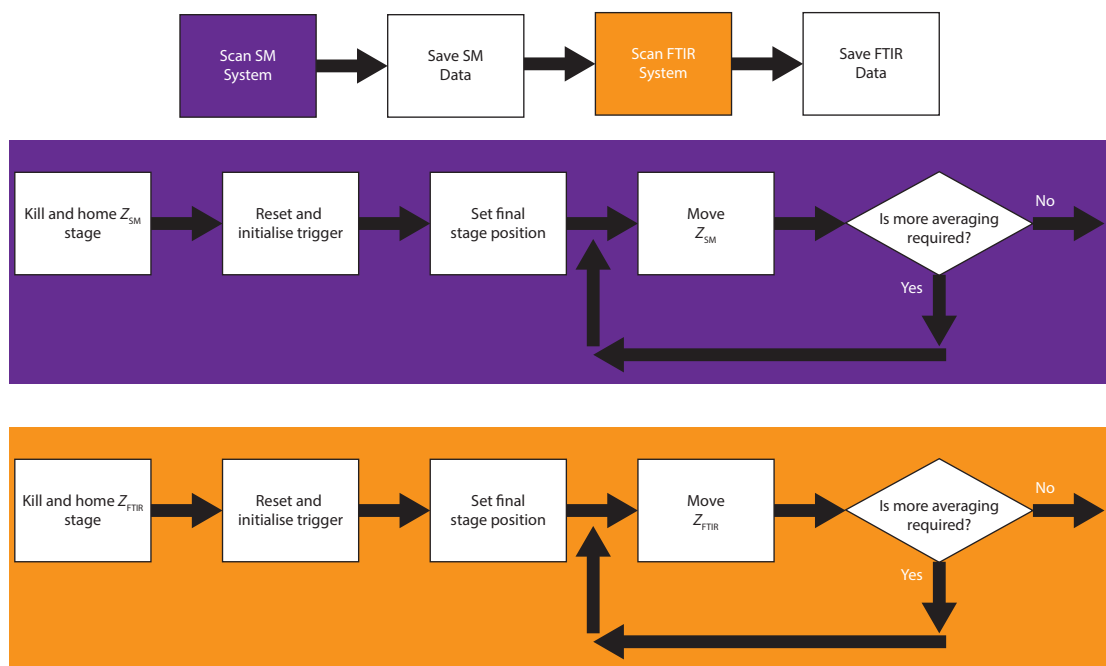 Scan SM
System
Save SM
Data
Scan FTIR
System
Save FTIR
Data
Kill and home Z_SM
stage
Reset and
initialise trigger
Set final
stage position
Move
Z_SM
Is more averaging
required?
No
Yes
Kill and home Z_FTIR
stage
Reset and
initialise trigger
Set final
stage position
Move
Z_FTIR
Is more averaging
required?
No
Yes